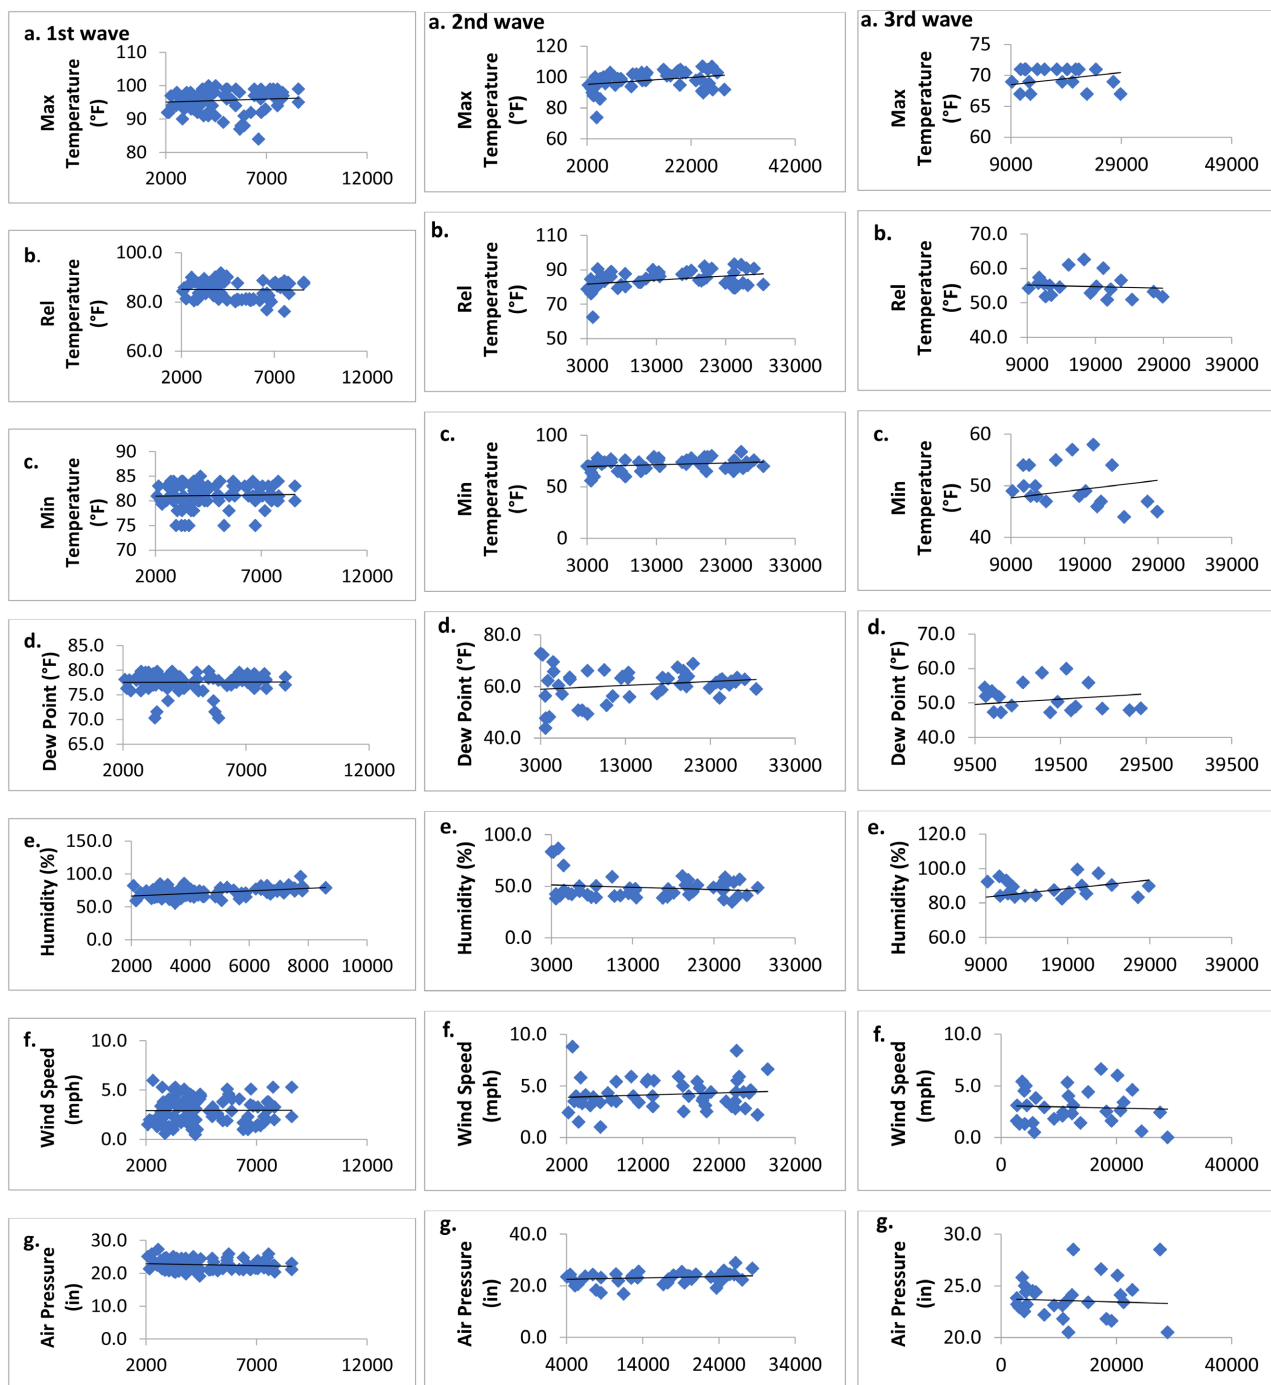 a. 1st wave
110
100
90
80
Max
Temperature
(°F)
2000 7000 12000
a. 2nd wave
120
100
80
60
Max
Temperature
(°F)
2000 22000 42000
a. 3rd wave
75
70
65
60
Max
Temperature
(°F)
9000 29000 49000
b.
100.0
80.0
60.0
Rel
Temperature
(°F)
2000 7000 12000
b.
110
90
70
50
Rel
Temperature
(°F)
3000 13000 23000 33000
b.
70.0
60.0
50.0
40.0
Rel
Temperature
(°F)
9000 19000 29000 39000
c.
90
85
80
75
70
Min
Temperature
(°F)
2000 7000 12000
c.
100
50
0
Min
Temperature
(°F)
3000 13000 23000 33000
c.
60
50
40
Min
Temperature
(°F)
9000 19000 29000 39000
d.
85.0
80.0
75.0
70.0
65.0
Dew Point (°F)
2000 7000 12000
d.
80.0
60.0
40.0
Dew Point (°F)
3000 13000 23000 33000
d.
70.0
60.0
50.0
40.0
Dew Point (°F)
9500 19500 29500 39500
e.
150.0
100.0
50.0
0.0
Humidity (%)
2000 4000 6000 8000 10000
e.
100.0
50.0
0.0
Humidity (%)
3000 13000 23000 33000
e.
120.0
100.0
80.0
60.0
Humidity (%)
9000 19000 29000 39000
f.
10.0
5.0
0.0
Wind Speed
(mph)
2000 7000 12000
f.
10.0
5.0
0.0
Wind Speed
(mph)
2000 12000 22000 32000
f.
10.0
5.0
0.0
Wind Speed
(mph)
0 20000 40000
g.
30.0
20.0
10.0
0.0
Air Pressure
(in)
2000 7000 12000
g.
40.0
20.0
0.0
Air Pressure
(in)
4000 14000 24000 34000
g.
30.0
25.0
20.0
Air Pressure
(in)
0 20000 40000